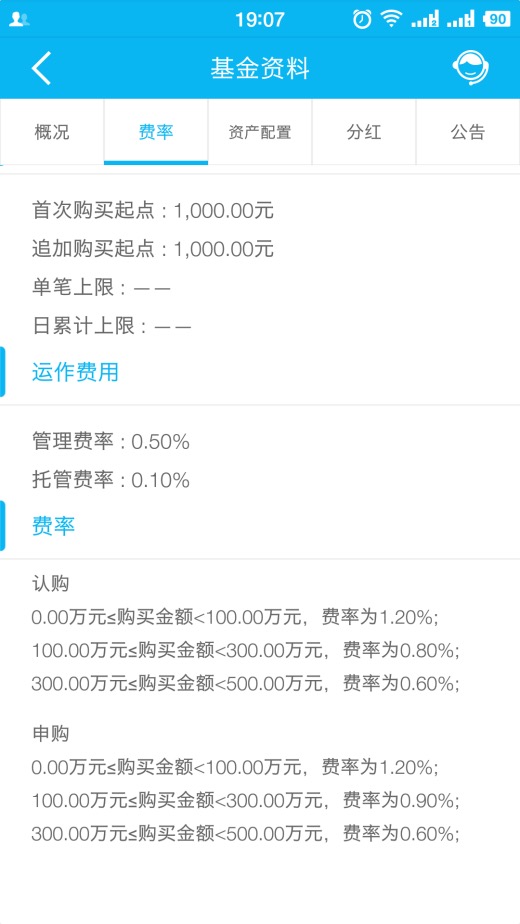 19:07
2
90
基金资料
概况
费率
资产配置
分红
公告
首次购买起点：1,000.00元
追加购买起点：1,000.00元
单笔上限：——
日累计上限：——
运作费用
管理费率：0.50%
托管费率：0.10%
费率
认购
0.00万元≤购买金额<100.00万元，费率为1.20%;
100.00万元≤购买金额<300.00万元，费率为0.80%;
300.00万元≤购买金额<500.00万元，费率为0.60%;
申购
0.00万元≤购买金额<100.00万元，费率为1.20%;
100.00万元≤购买金额<300.00万元，费率为0.90%;
300.00万元≤购买金额<500.00万元，费率为0.60%;